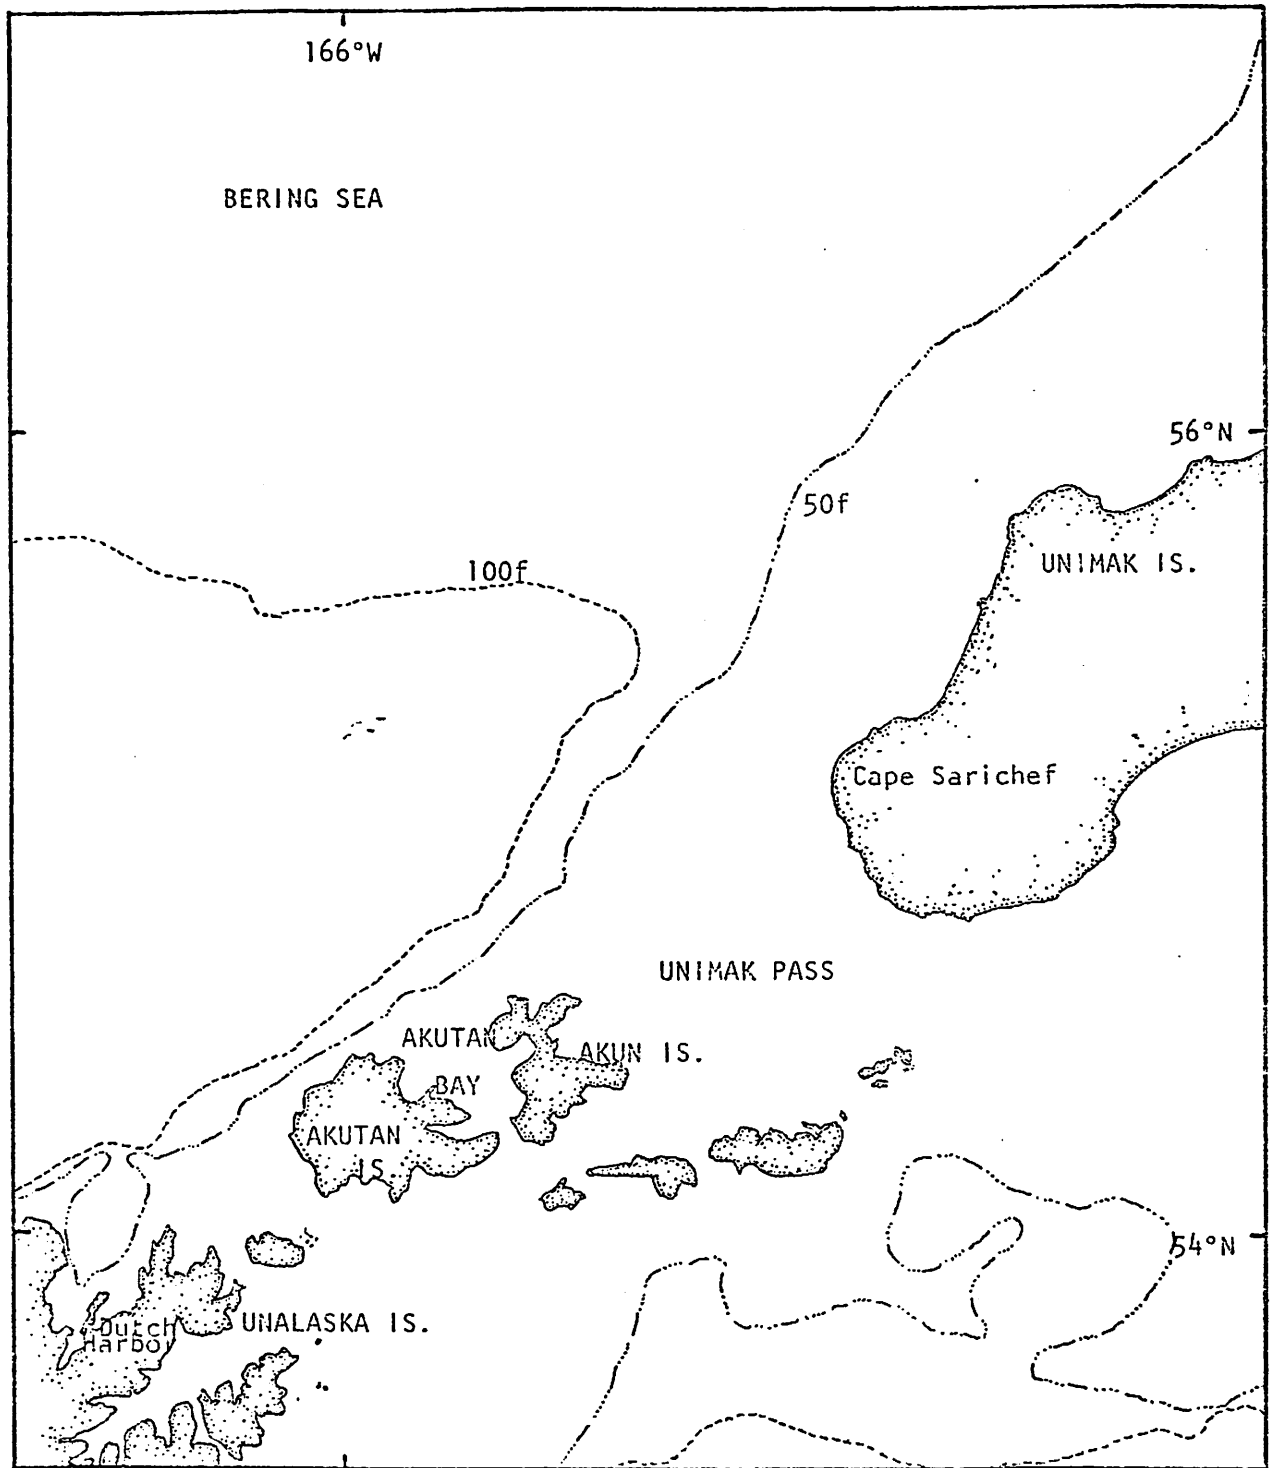 166°W
BERING SEA
56°N
50f
UNIMAK IS.
100f
Cape Sarichef
UNIMAK PASS
AKUTAN
BAY
AKUN IS.
AKUTAN
IS.
54°N
Dutch
Harbor
UNALASKA IS.